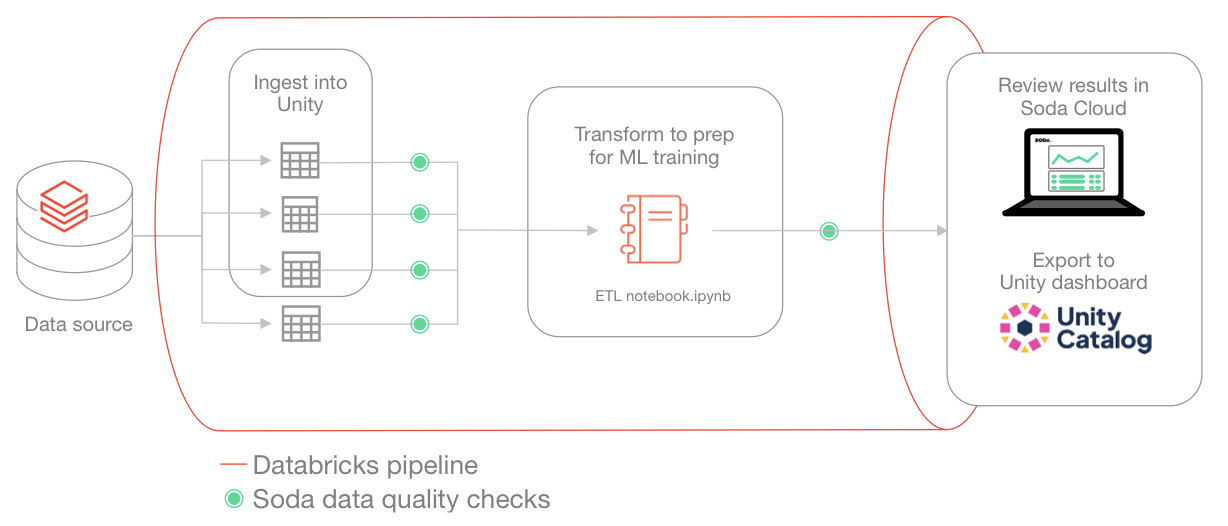 Ingest into
Unity
Data source
Transform to prep
for ML training
ETL notebook.ipynb
Review results in
Soda Cloud
SODA
Export to
Unity dashboard
Unity
Catalog
Databricks pipeline
Soda data quality checks